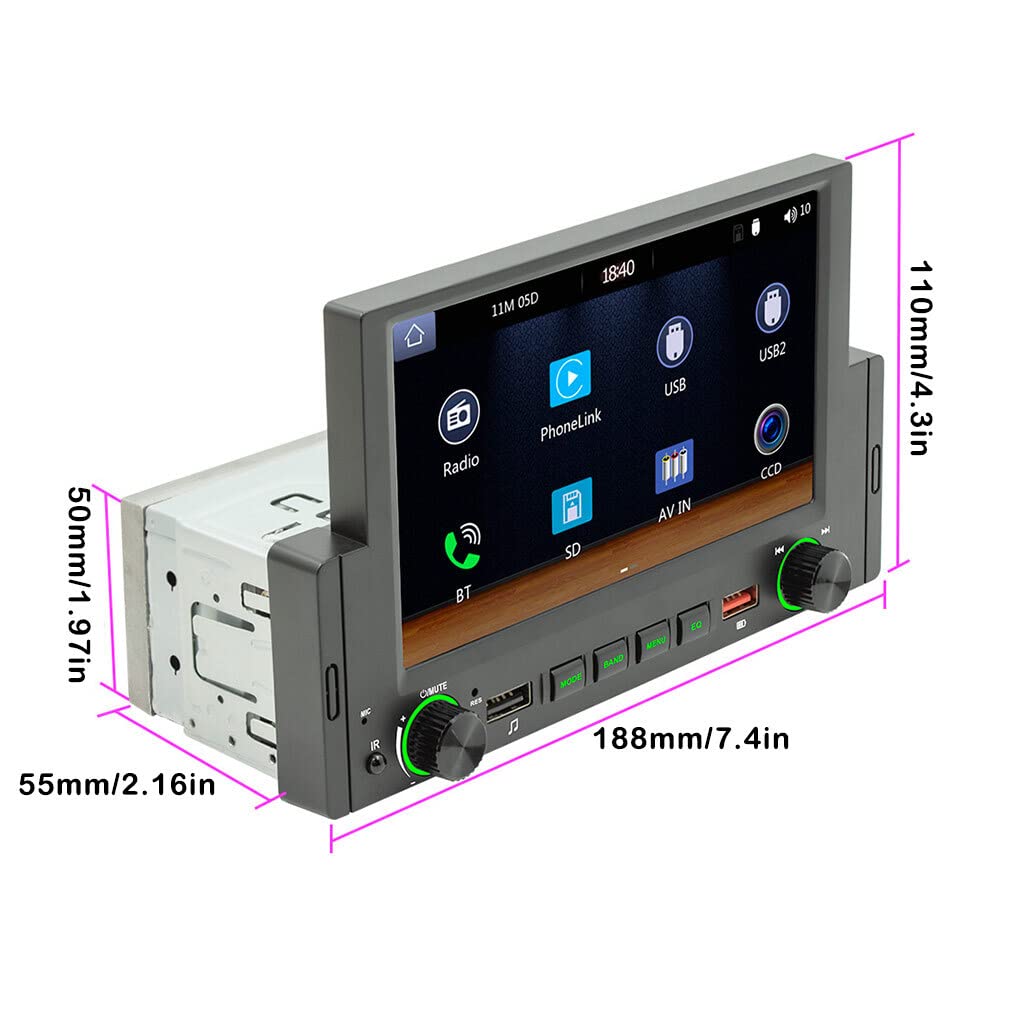 10
18:40
11M 05D
USB2
USB
PhoneLink
Radio
CCD
AV IN
SD
BT
110mm/4.3in
50mm/1.97in
EQ
MENU
BAND
MODE
⏻/MUTE
RES
MIC
+
IR
-
188mm/7.4in
55mm/2.16in